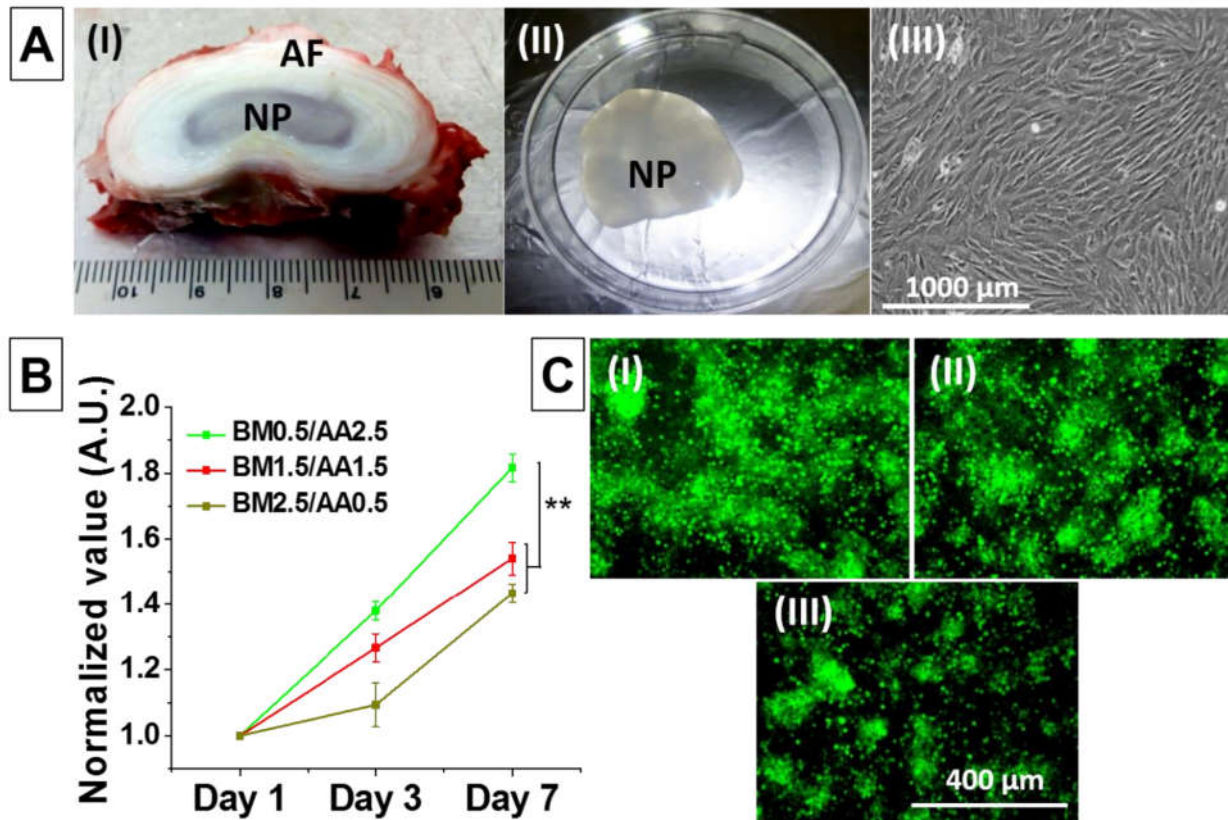 A
(I)
AF
NP
10 9 8 7 6
(II)
NP
(III)
1000 μm
B
Normalized value (A.U.)
2.0
1.8
1.6
1.4
1.2
1.0
BM0.5/AA2.5
BM1.5/AA1.5
BM2.5/AA0.5
**
Day 1 Day 3 Day 7
C
(I)
(II)
(III)
400 μm